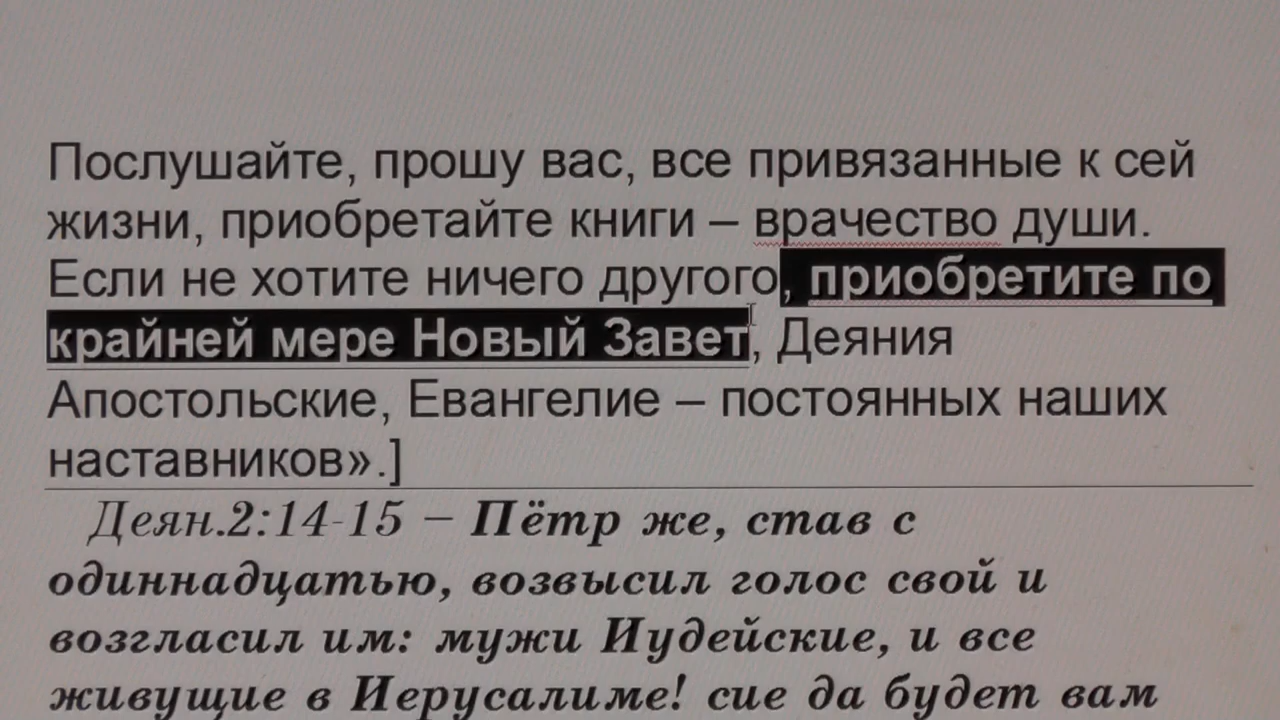 Послушайте, прошу вас, все привязанные к сей
жизни, приобретайте книги – врачество души.
Если не хотите ничего другого, приобретите по
крайней мере Новый Завет, Деяния
Апостольские, Евангелие – постоянных наших
наставников».]
Деян.2:14-15 – Пётр же, став с
одиннадцатью, возвысил голос свой и
возгласил им: мужи Иудейские, и все
живущие в Иерусалиме! сие да будет вам